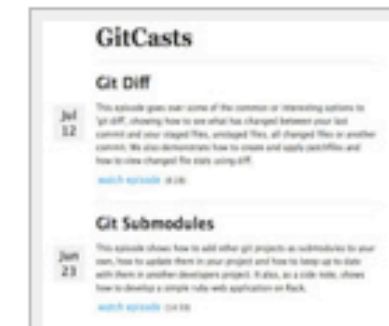 GitCasts
Git Diff
Jul
12
This episode goes over some of the common or interesting options to
'git diff', showing how to see what has changed between your last
commit and your staged files, unstaged files, all changed files or another
commit. We also demonstrate how to create and apply patchfiles and
how to view changed file stats using diff.
watch episode
Git Submodules
Jun
23
This episode shows how to add other git projects as submodules to your
own, how to update them in your project and how to keep up to date
with them in another developers project. It also, as a side note, shows
how to develop a simple ruby web application on Rack.
watch episode